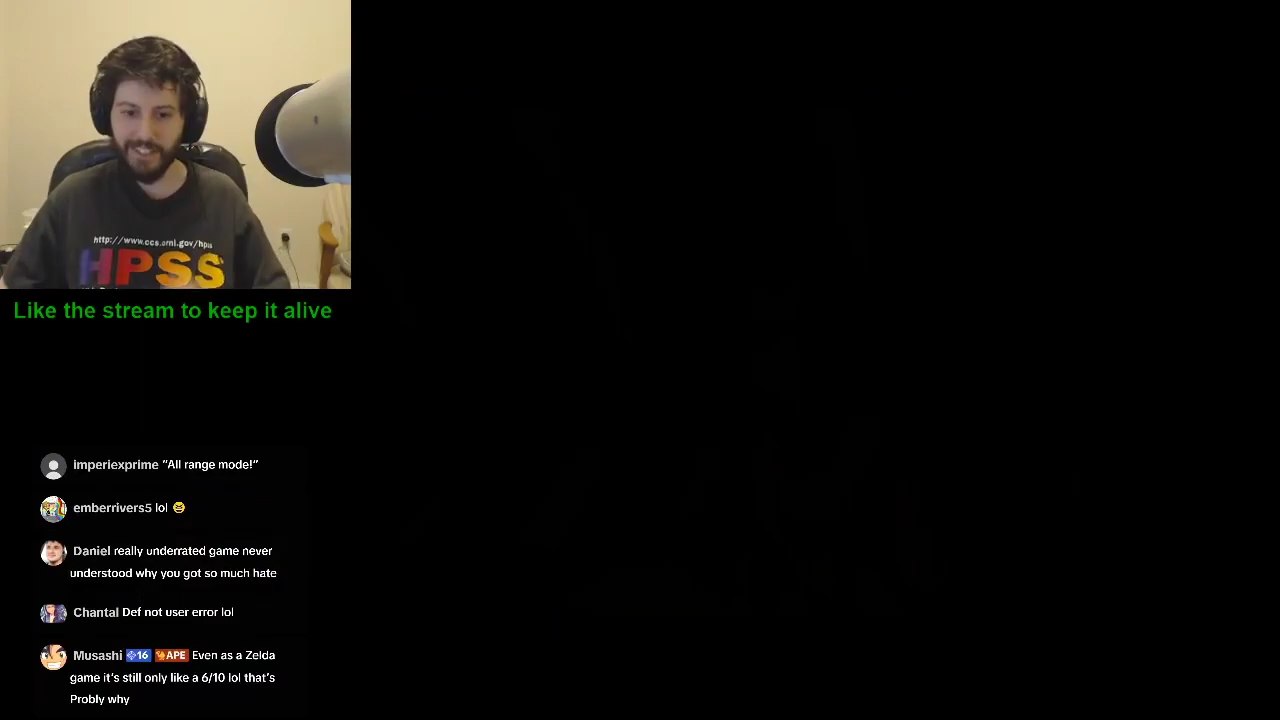 http://www.ccs.ornl.gov/hpss
HPSS
Like the stream to keep it alive
imperiexprime “All range mode!”
emberrivers5 lol 😆
Daniel really underrated game never
understood why you got so much hate
Chantal Def not user error lol
Musashi 16 APE Even as a Zelda
game it’s still only like a 6/10 lol that’s
Probly why